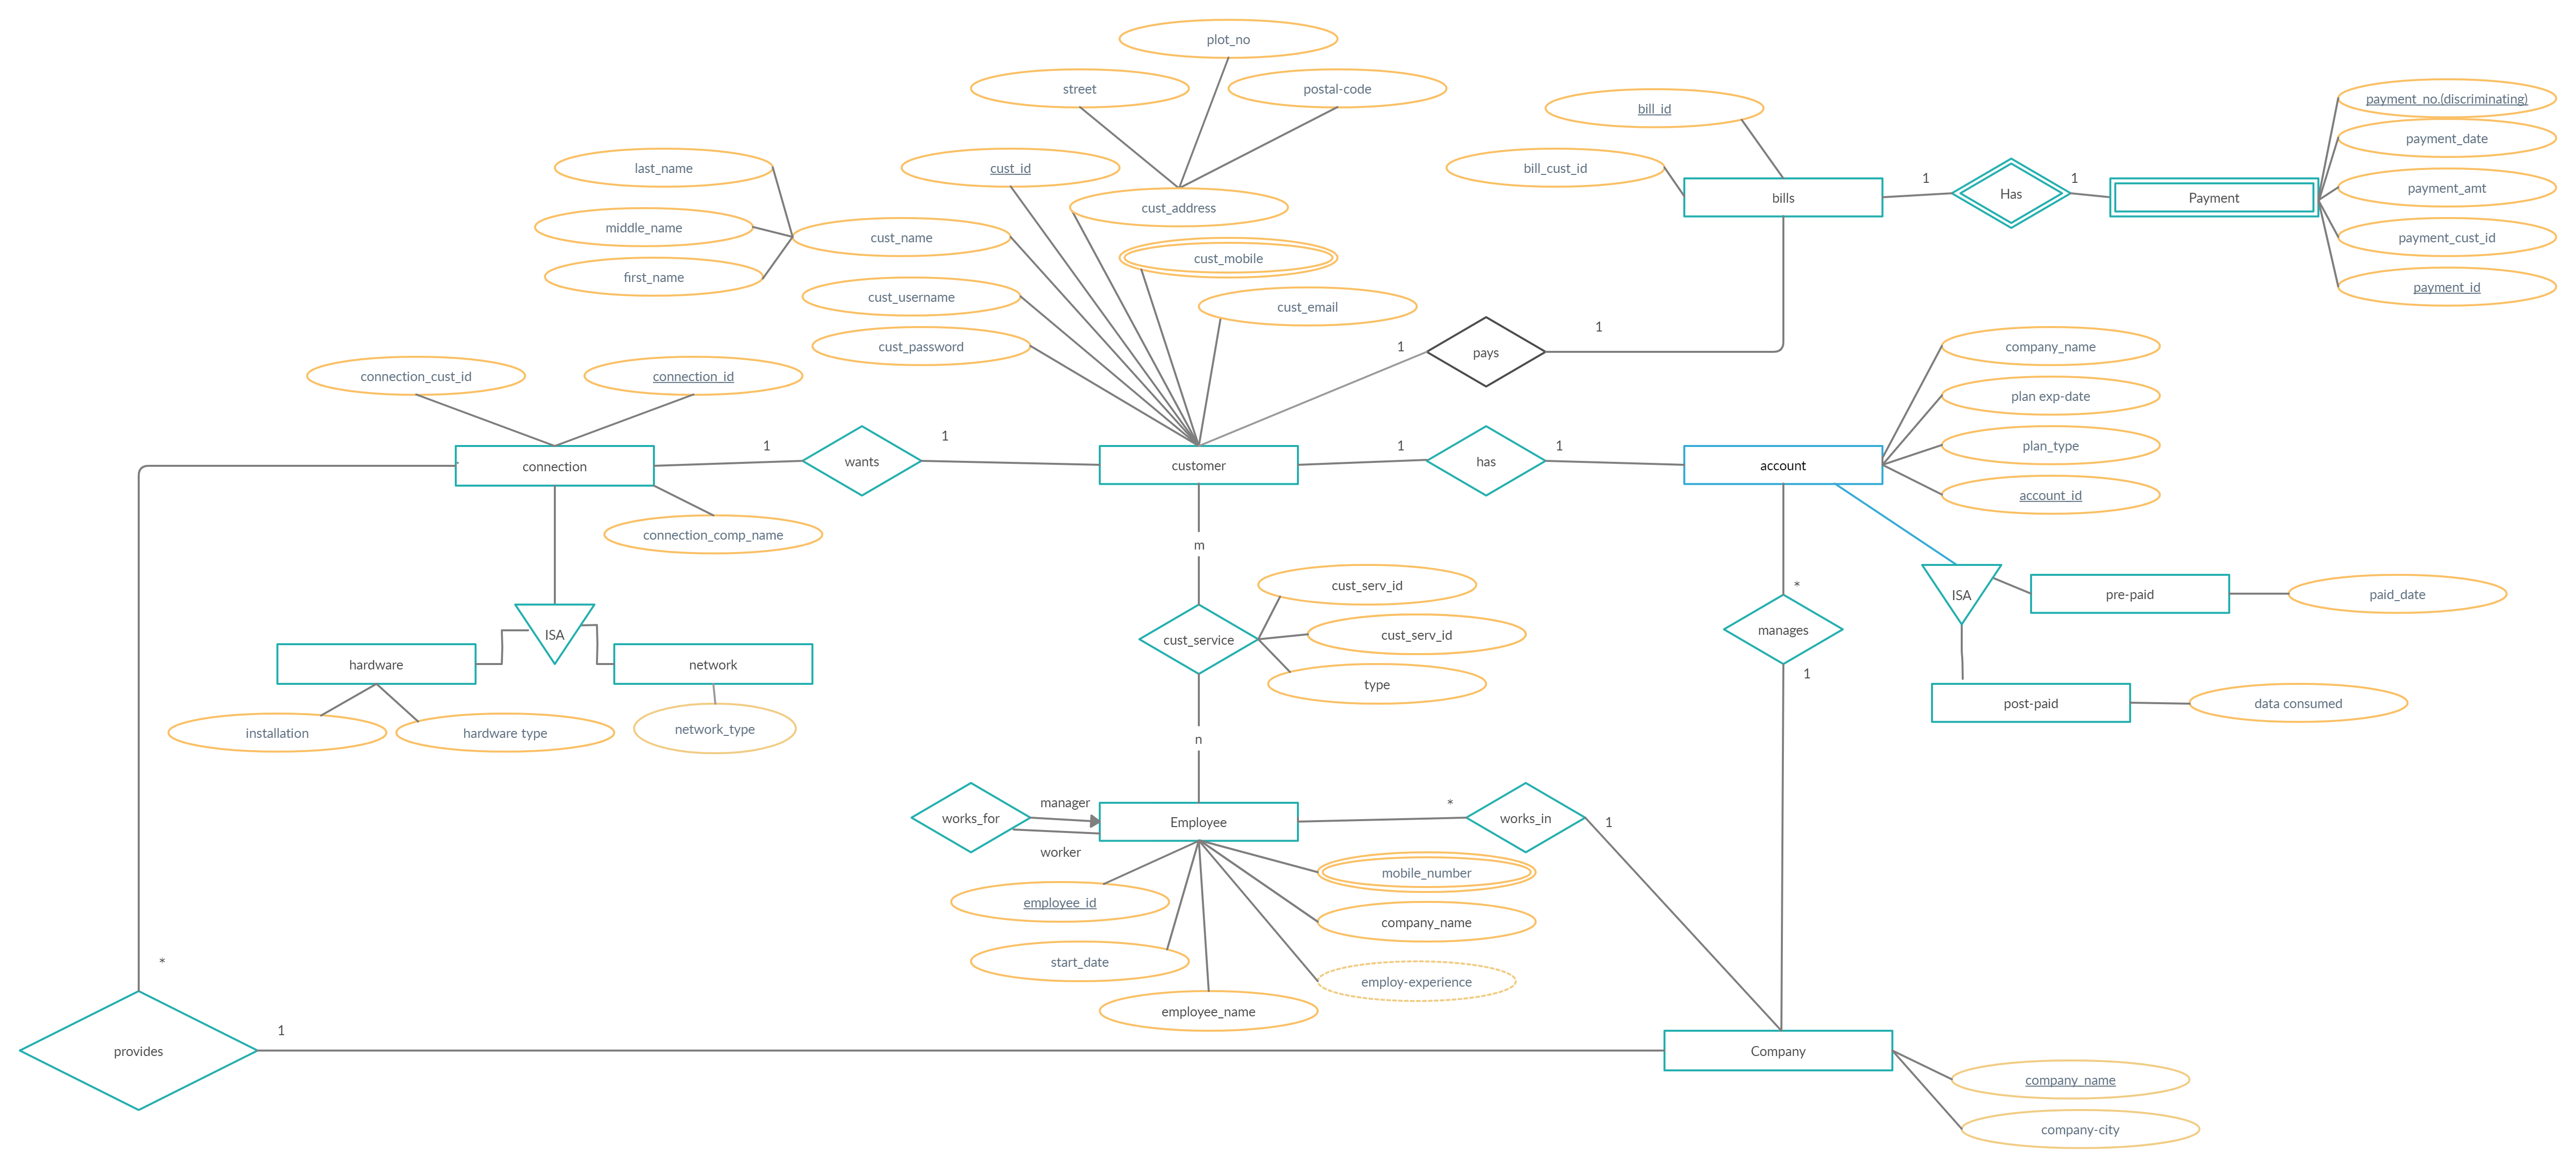 plot_no
street
postal-code
bill_id
payment_no.(discriminating)
payment_date
last_name
cust_id
bill_cust_id
1
1
payment_amt
Has
bills
Payment
cust_address
middle_name
cust_name
payment_cust_id
cust_mobile
first_name
payment_id
cust_username
cust_email
1
cust_password
1
pays
company_name
connection_cust_id
connection_id
plan exp-date
1
1
1
1
plan_type
wants
has
connection
customer
account
account_id
connection_comp_name
m
cust_serv_id
*
ISA
pre-paid
paid_date
manages
cust_serv_id
ISA
cust_service
hardware
network
1
type
post-paid
data consumed
installation
hardware type
network_type
n
manager
*
works_for
Employee
works_in
1
worker
mobile_number
employee_id
company_name
*
start_date
employ-experience
employee_name
1
provides
Company
company_name
company-city